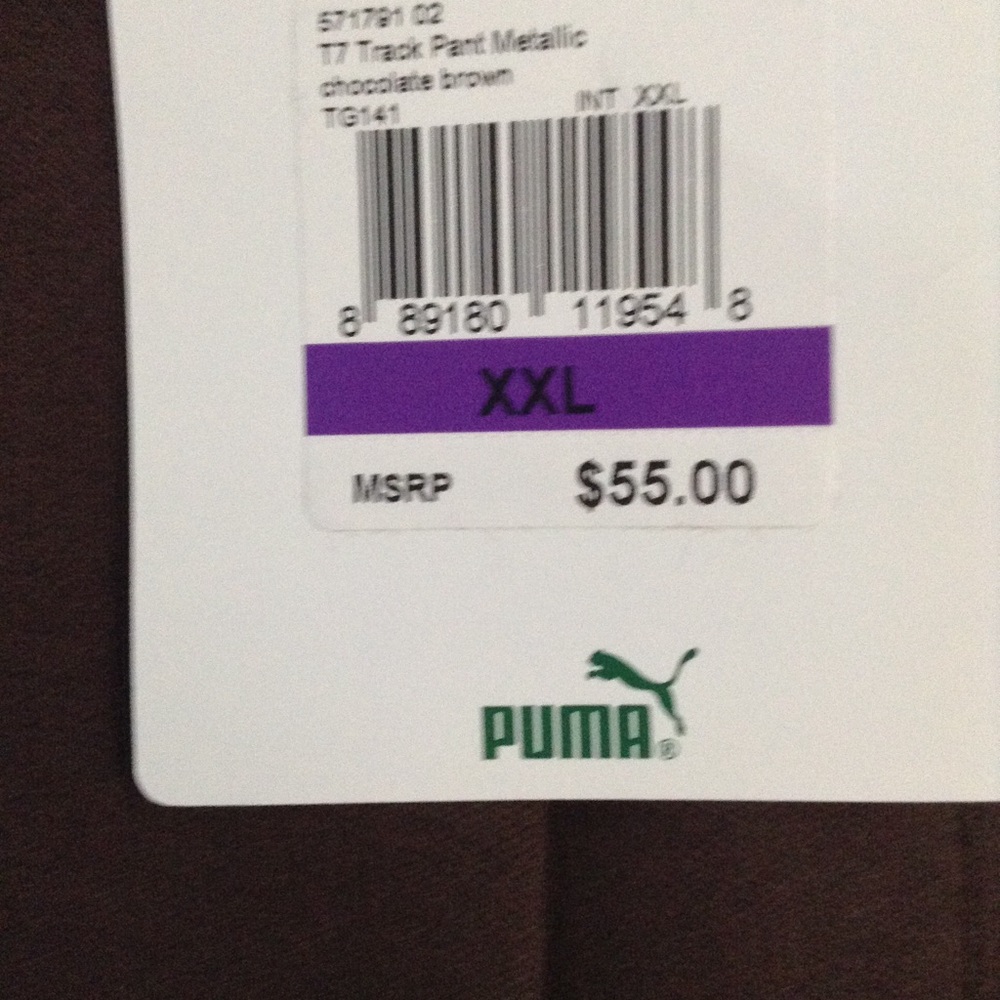 571791 02
T7 Track Pant Metallic
chocolate brown
TG141 INT XXL
8 89180 11954 8
XXL
MSRP $55.00
PUMA®